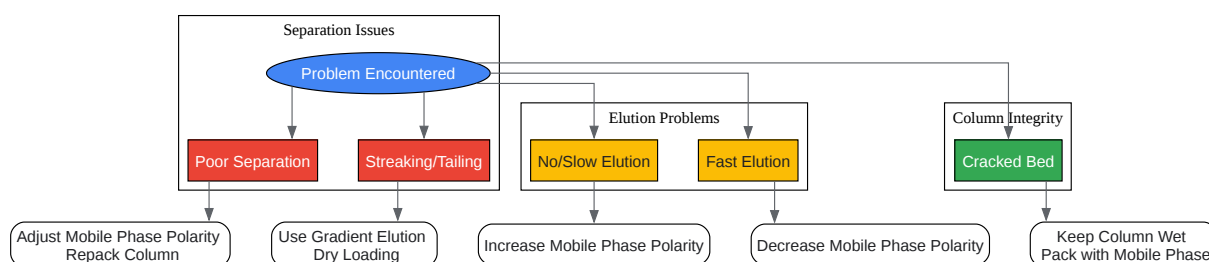 Separation Issues
Problem Encountered
Elution Problems
Column Integrity
Poor Separation
Streaking/Tailing
No/Slow Elution
Fast Elution
Cracked Bed
Adjust Mobile Phase Polarity
Repack Column
Use Gradient Elution
Dry Loading
Increase Mobile Phase Polarity
Decrease Mobile Phase Polarity
Keep Column Wet
Pack with Mobile Phase